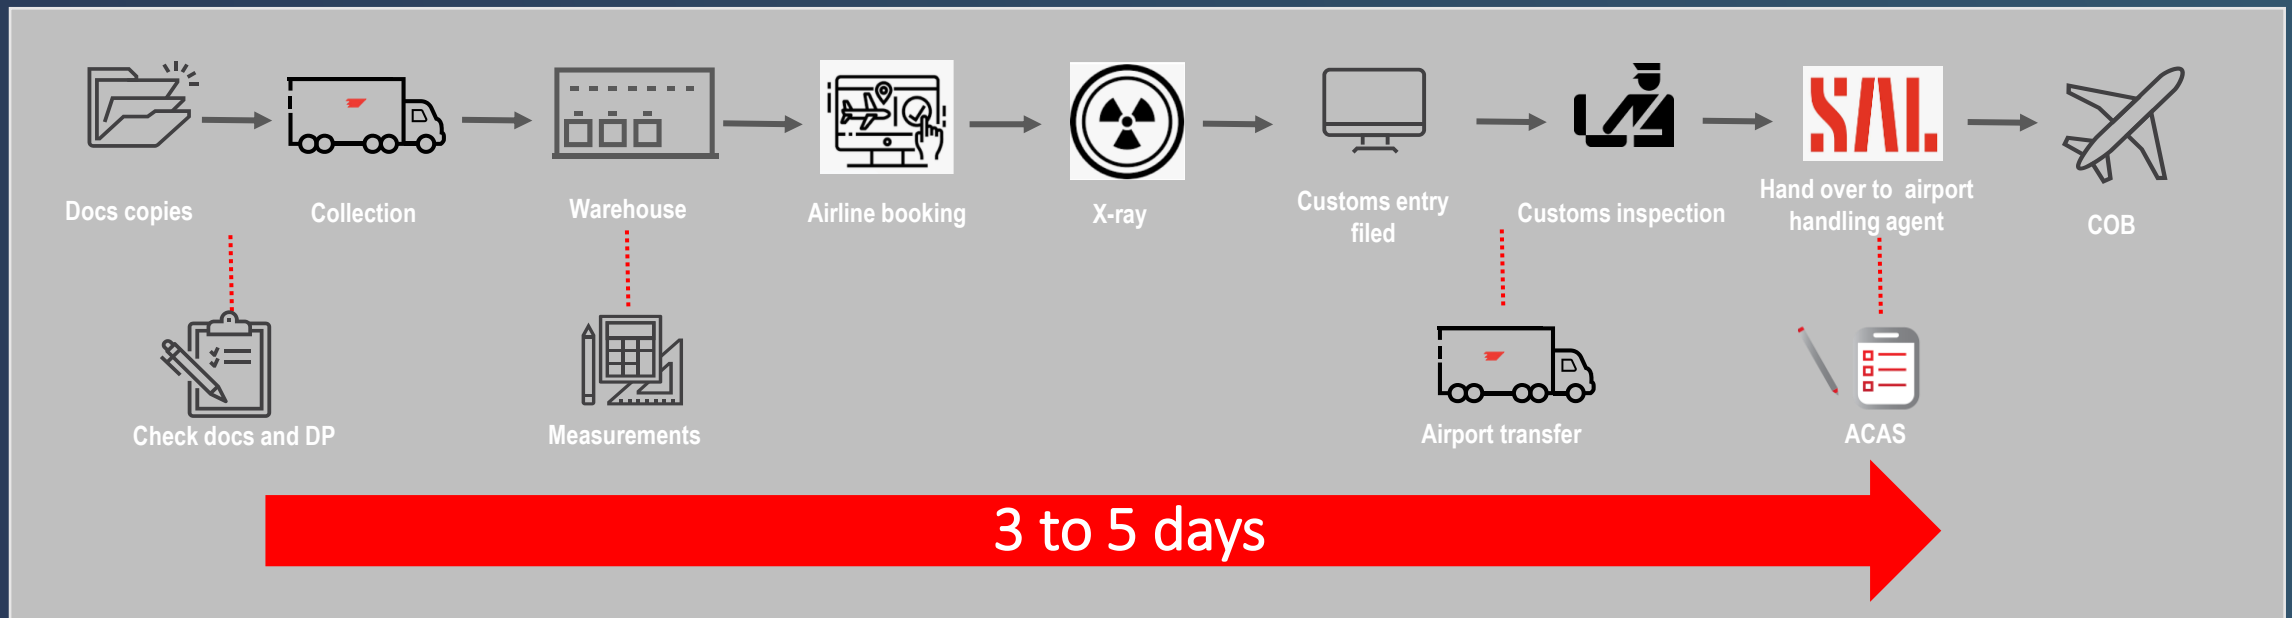 SAL
Docs copies
Collection
Warehouse
Airline booking
X-ray
Customs entry
filed
Customs inspection
Hand over to airport
handling agent
COB
Check docs and DP
Measurements
Airport transfer
ACAS
3 to 5 days